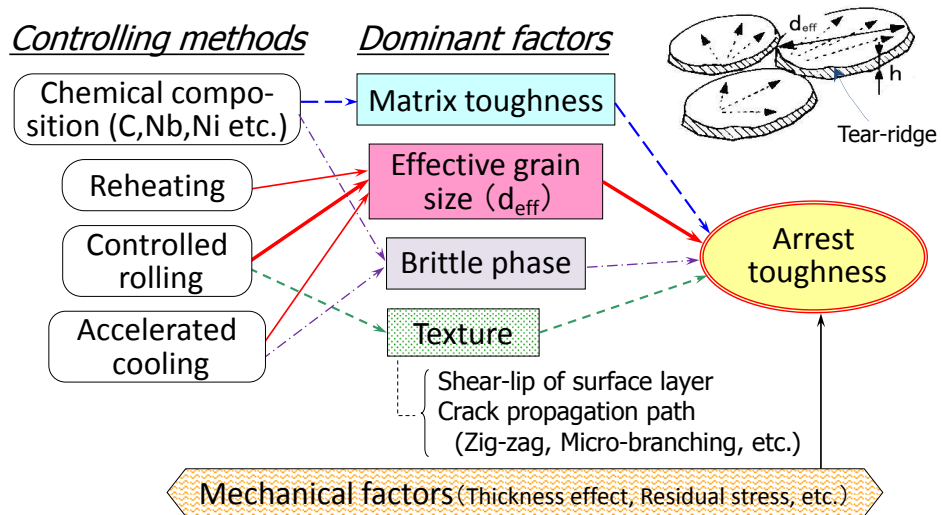 Controlling methods
Dominant factors
Chemical compo-
sition (C,Nb,Ni etc.)
Reheating
Controlled
rolling
Accelerated
cooling
Matrix toughness
Effective grain
size (deff)
Brittle phase
Texture
Shear-lip of surface layer
Crack propagation path
(Zig-zag, Micro-branching, etc.)
deff
h
Tear-ridge
Arrest
toughness
Mechanical factors(Thickness effect, Residual stress, etc.)